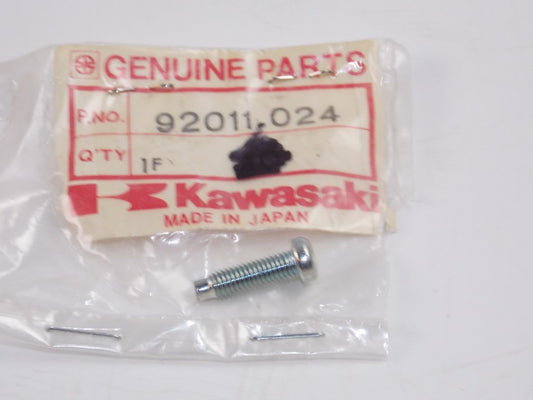 GENUINE PARTS
P.NO. 92011-024
Q'TY 1F
Kawasaki
MADE IN JAPAN